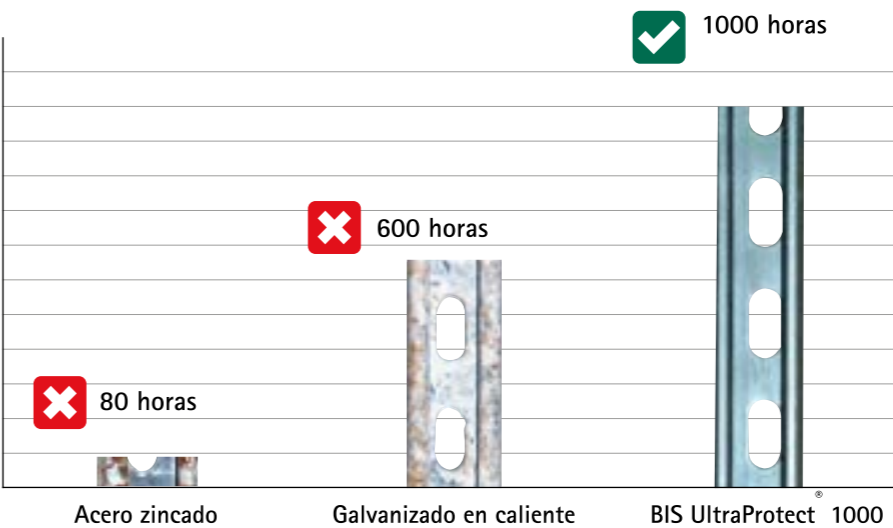 1000 horas
600 horas
80 horas
Acero zincado
Galvanizado en caliente
BIS UltraProtect® 1000